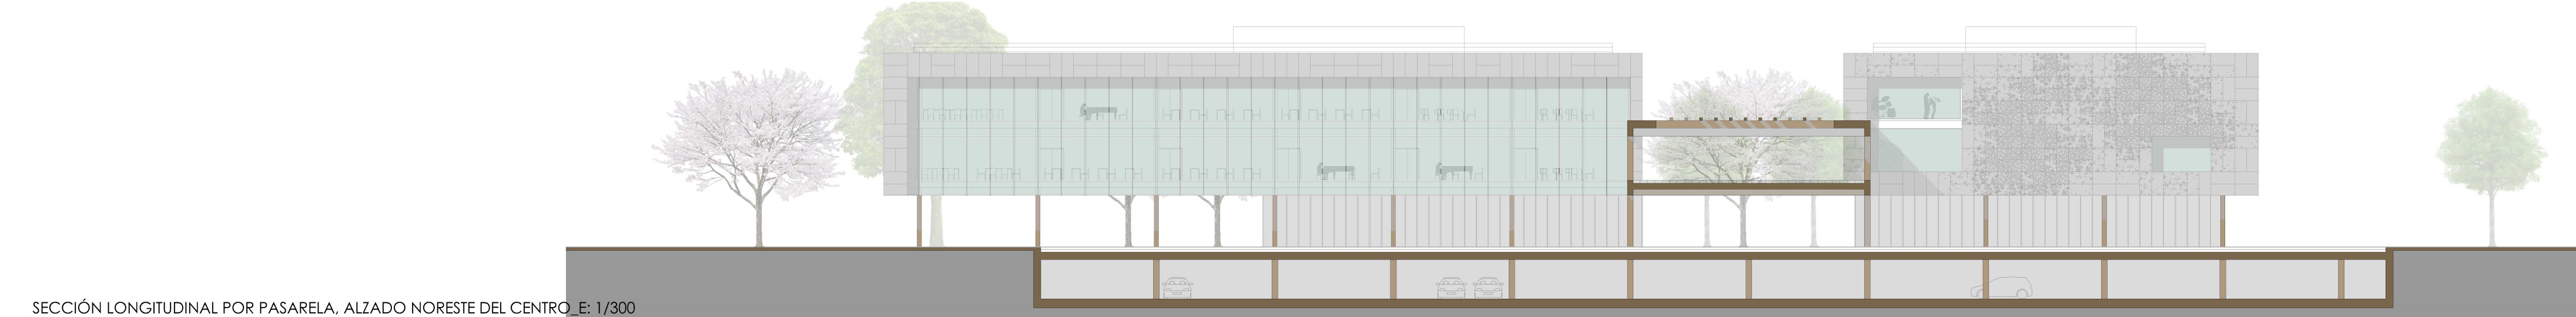 SECCIÓN LONGITUDINAL POR PASARELA, ALZADO NORESTE DEL CENTRO_E: 1/300